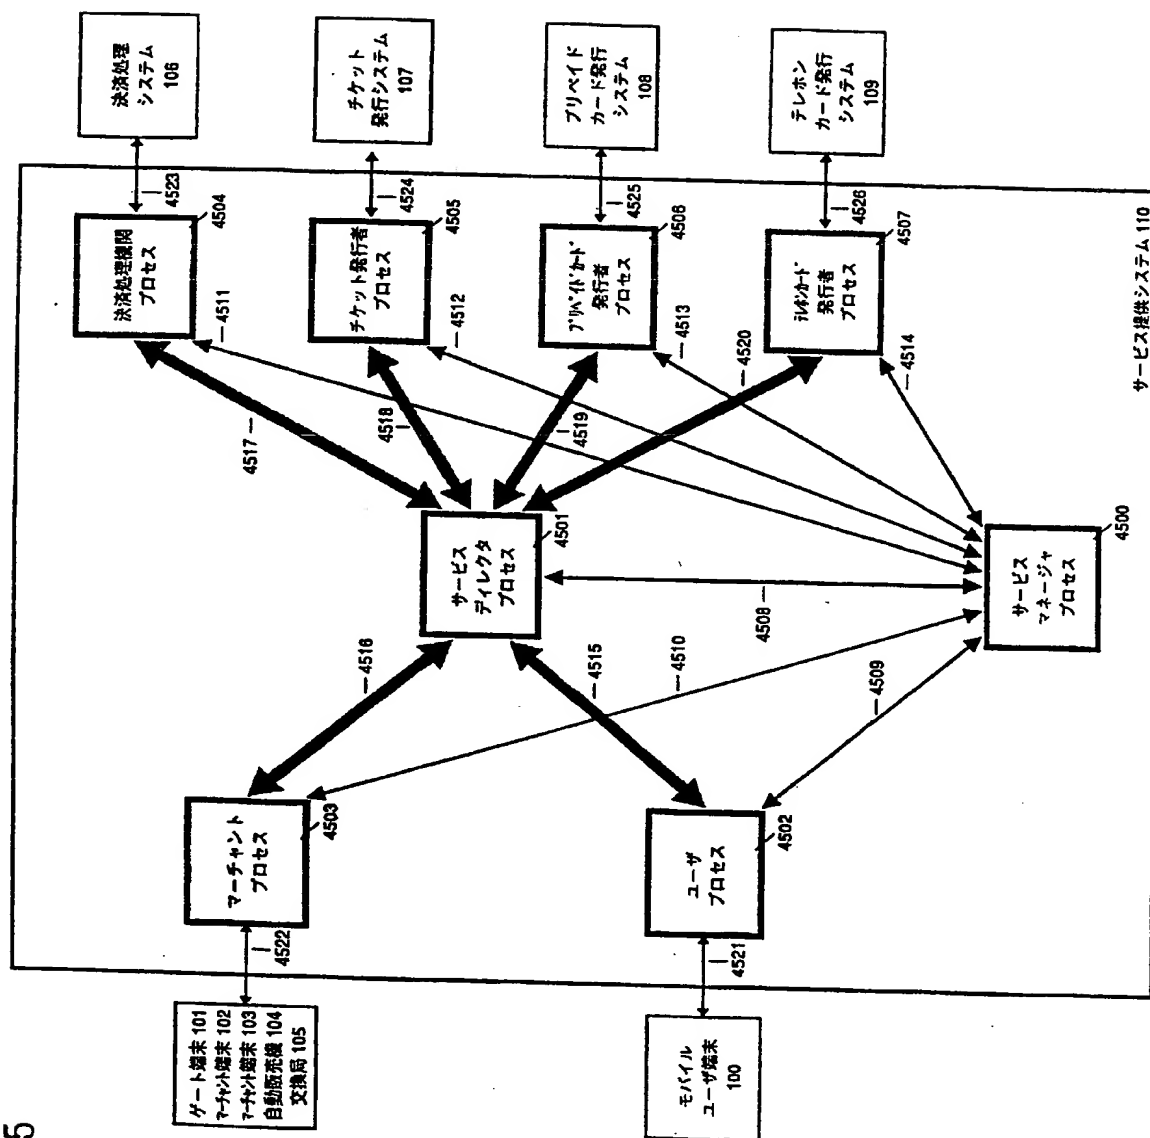 決済処理
システム
106
チケット
発行システム
107
プリペイド
カード発行
システム
108
テレホン
カード発行
システム
109
4523
4524
4525
4526
決済処理機関
プロセス
4504
チケット発行者
プロセス
4505
プリペイドカード
発行者
プロセス
4506
テレホンカード
発行者
プロセス
4507
4511
4512
4513
4520
4514
4517
4518
4519
サービス
ディレクタ
プロセス
4501
4508
サービス
マネージャ
プロセス
4500
4516
4515
4510
4509
マーチャント
プロセス
4503
ユーザ
プロセス
4502
4522
4521
ゲート端末 101
マーチャント端末 102
マーチャント端末 103
自動販売機 104
交換局 105
モバイル
ユーザ端末
100
サービス提供システム 110
5